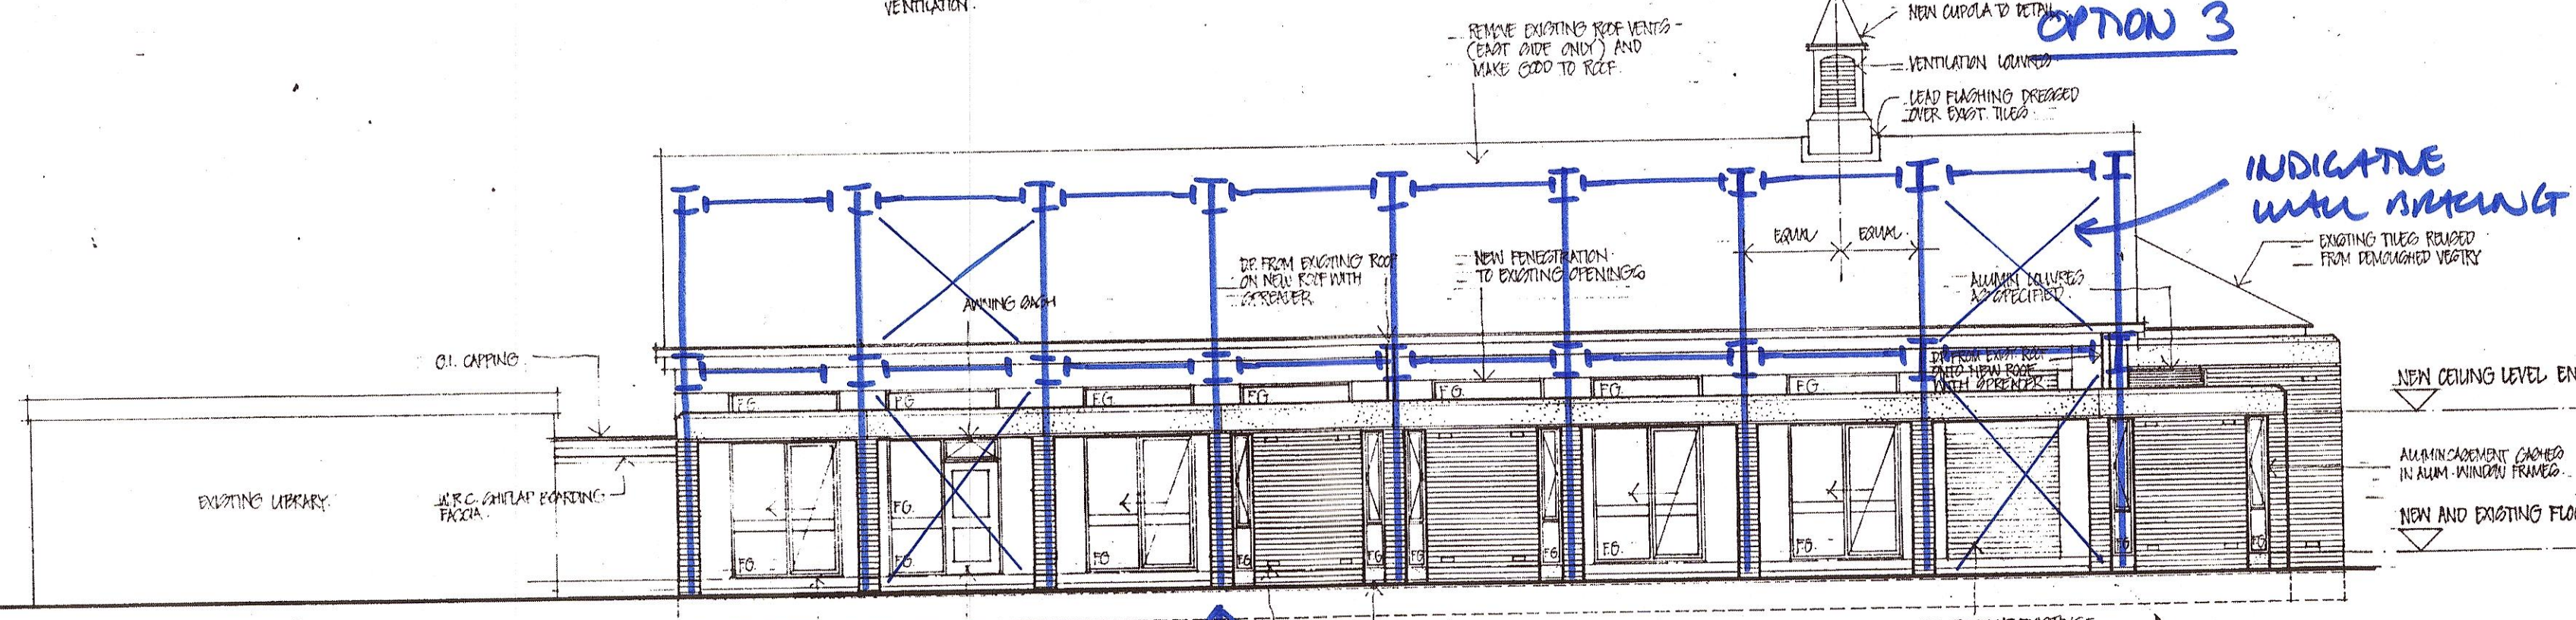 VENTILATION.
REMOVE EXISTING ROOF VENTS -
(EAST SIDE ONLY) AND
MAKE GOOD TO ROOF.
NEW CUPOLA TO DETAIL
OPTION 3
VENTILATION LOUVRES
LEAD FLASHING DRESSED
OVER EXIST. TILES.
INDICATIVE
WALL BRACING
EQUAL
EQUAL.
EXISTING TILES REUSED
FROM DEMOLISHED VESTRY
D.P. FROM EXISTING ROOF
ON NEW ROOF WITH
SPREADER
NEW FENESTRATION
TO EXISTING OPENINGS
ALUMIN LOUVRES
AS SPECIFIED.
AWNING SASH
G.I. CAPPING.
D.P. FROM EXIST. ROOF
ONTO NEW ROOF
WITH SPREADER
NEW CEILING LEVEL EN
F.G.
F.G.
F.G.
F.G.
F.G.
F.G.
F.G.
EXISTING LIBRARY.
W.R.C. SHIPLAP BOARDING
FASCIA.
ALUMIN CASEMENT SASHES
IN ALUM. WINDOW FRAMES.
NEW AND EXISTING FLO
F.G.
F.G.
F.G.
F.G.
F.G.
F.G.
F.G.
F.G.
F.G.
F.G.
F.G.
F.G.